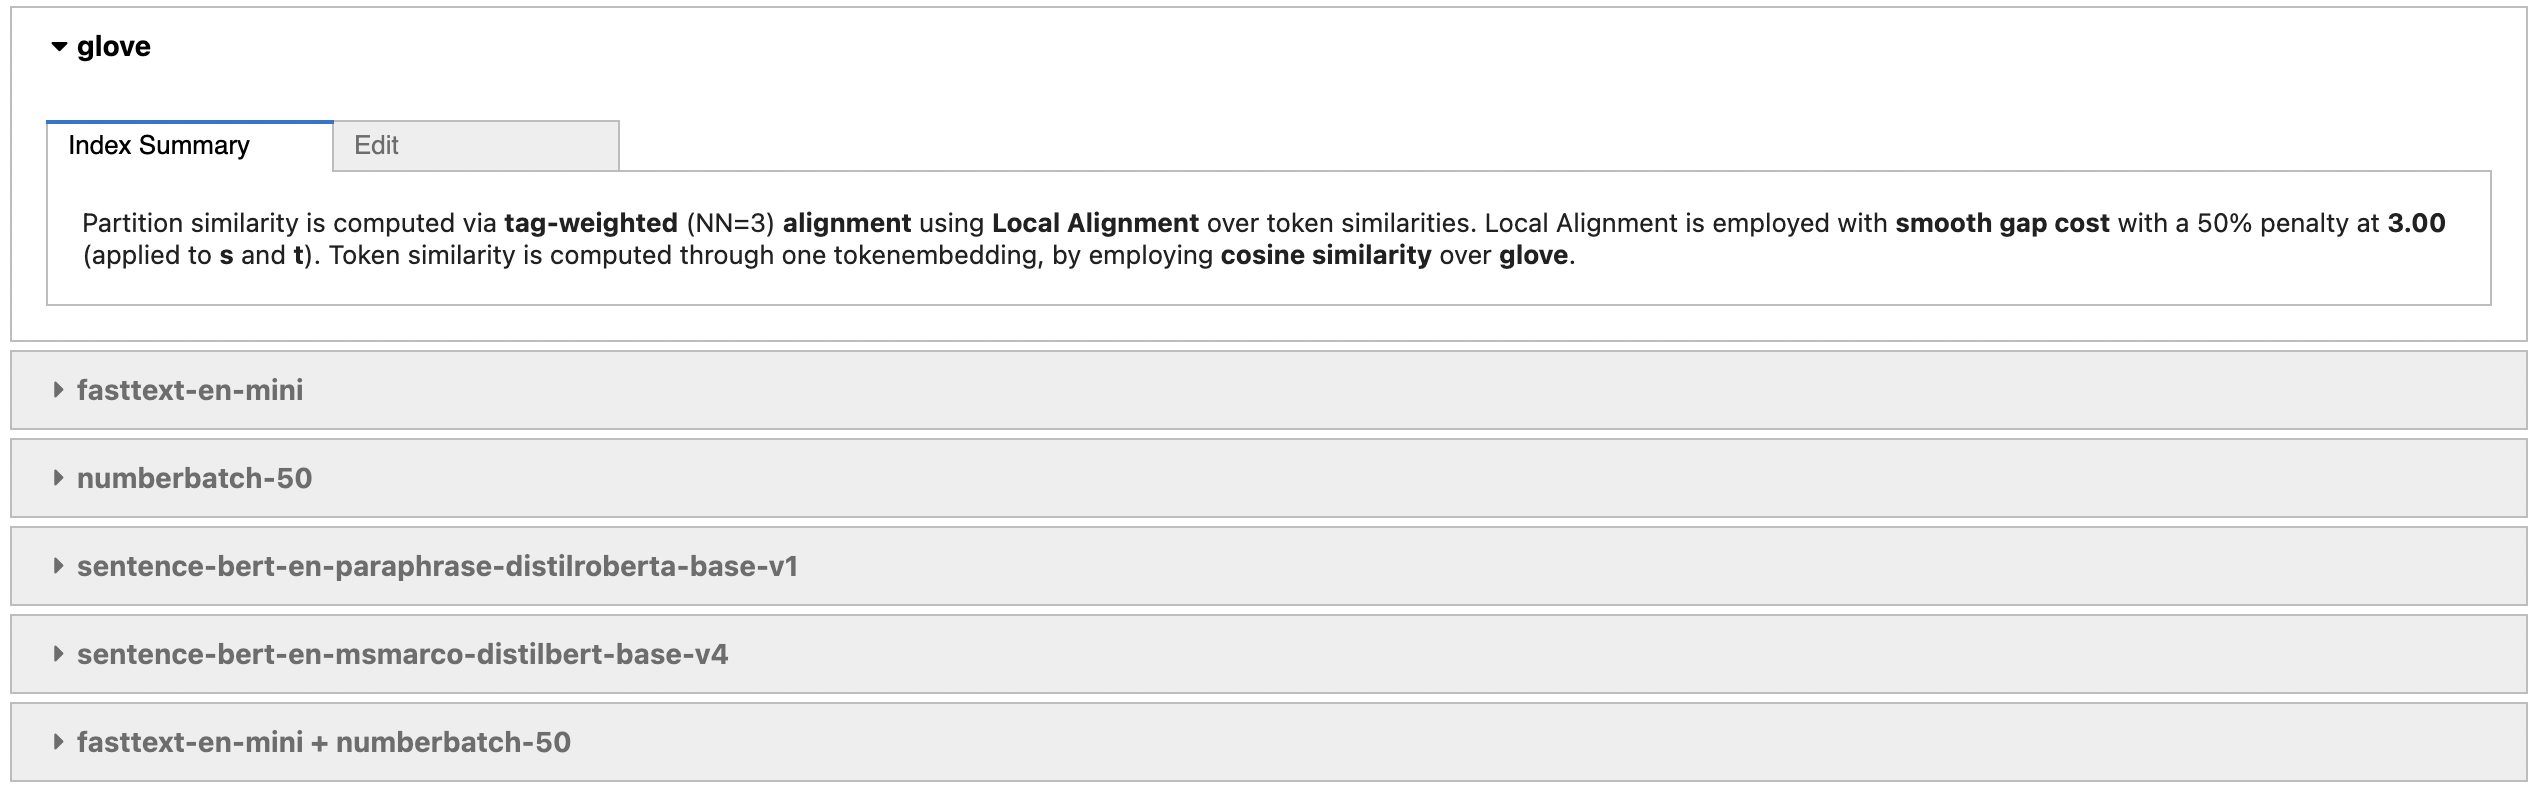 glove
Index Summary
Edit
Partition similarity is computed via tag-weighted (NN=3) alignment using Local Alignment over token similarities. Local Alignment is employed with smooth gap cost with a 50% penalty at 3.00
(applied to s and t). Token similarity is computed through one tokenembedding, by employing cosine similarity over glove.
fasttext-en-mini
numberbatch-50
sentence-bert-en-paraphrase-distilroberta-base-v1
sentence-bert-en-msmarco-distilbert-base-v4
fasttext-en-mini + numberbatch-50